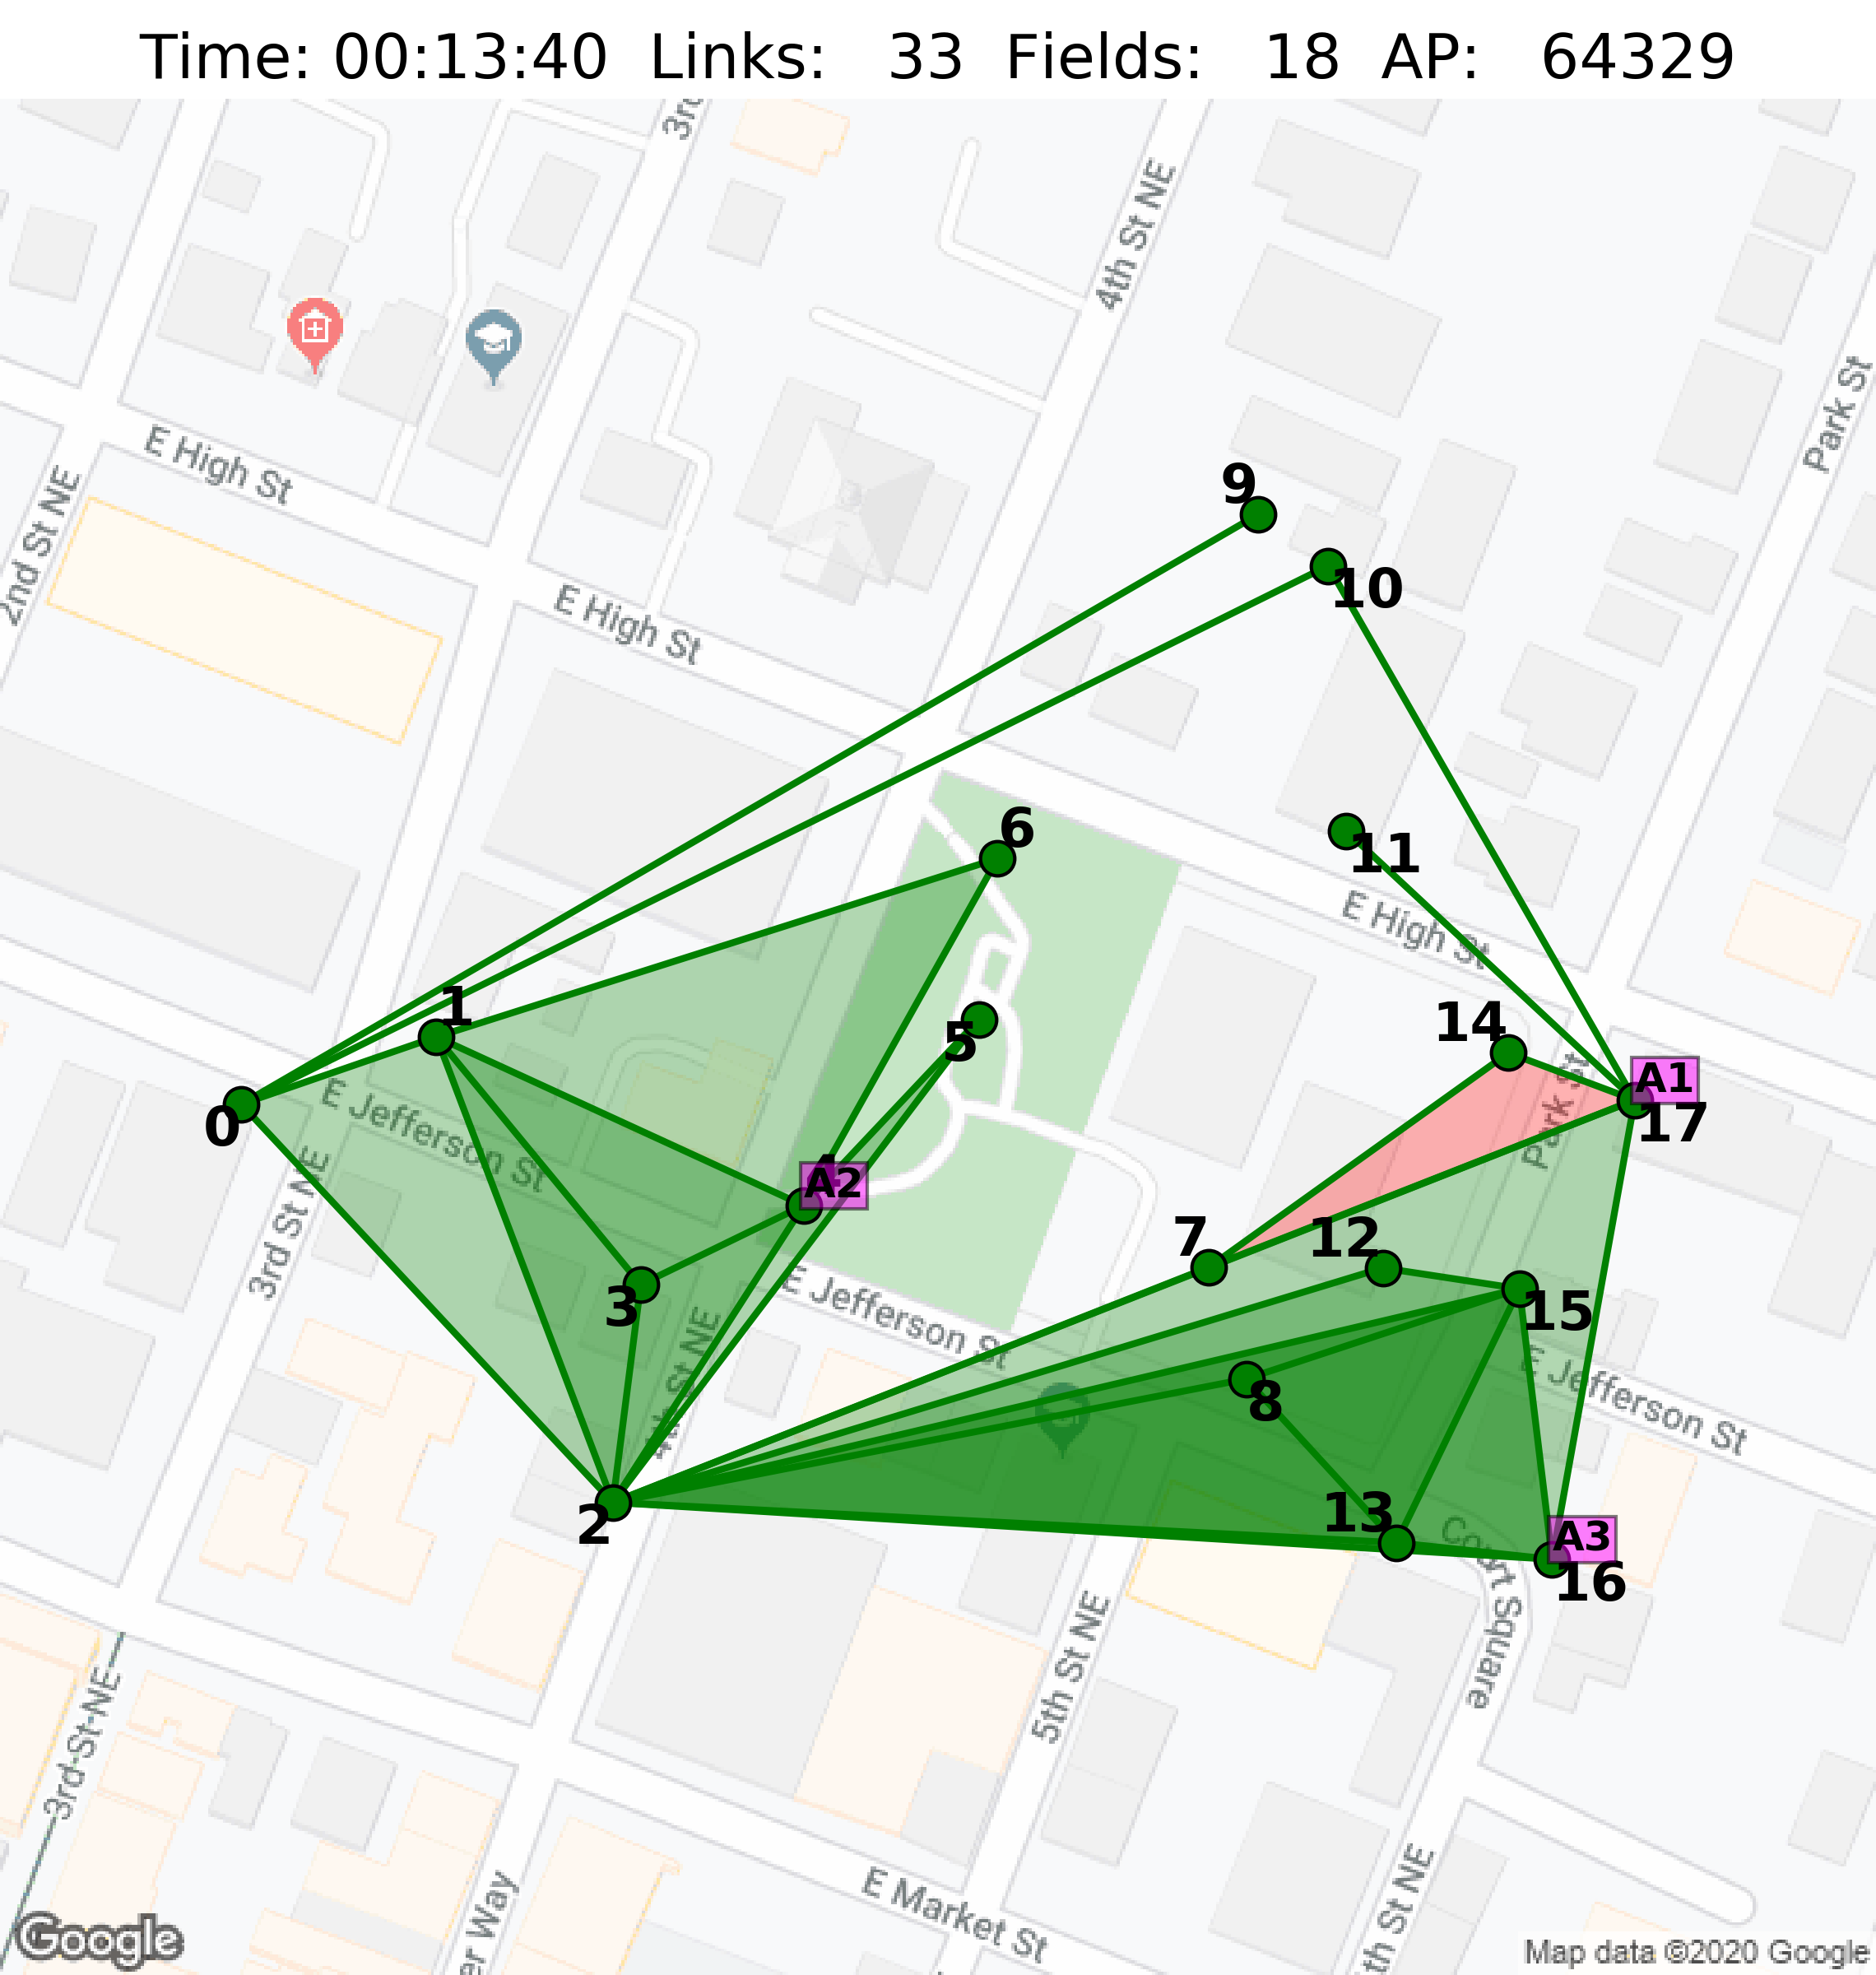 Time: 00:13:40 Links: 33 Fields: 18 AP: 64329
3rd
4th St NE
Park St
E High St
2nd St NE
9
10
E High St
6
11
E High St
1
5
14
A1
17
0
E Jefferson St
Park St
A2
3rd St NE
7
12
3
15
E Jefferson St
4th St NE
8
E Jefferson St
2
13
A3
16
Court Square
5th St NE
3rd St NE
E Market St
er Way
th St NE
Google
Map data ©2020 Google